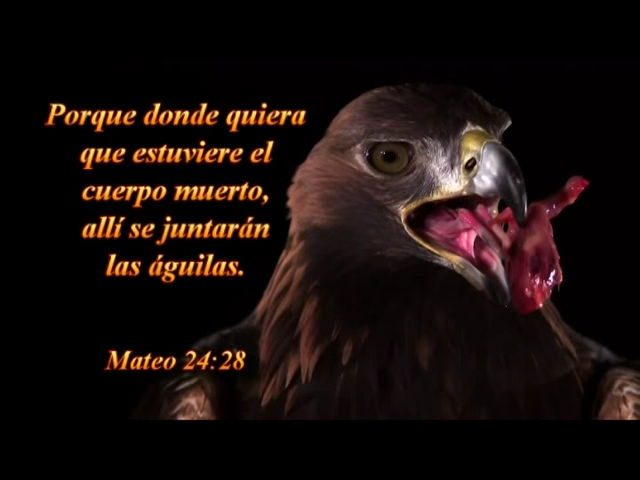 Porque donde quiera
que estuviere el
cuerpo muerto,
allí se juntarán
las águilas.
Mateo 24:28